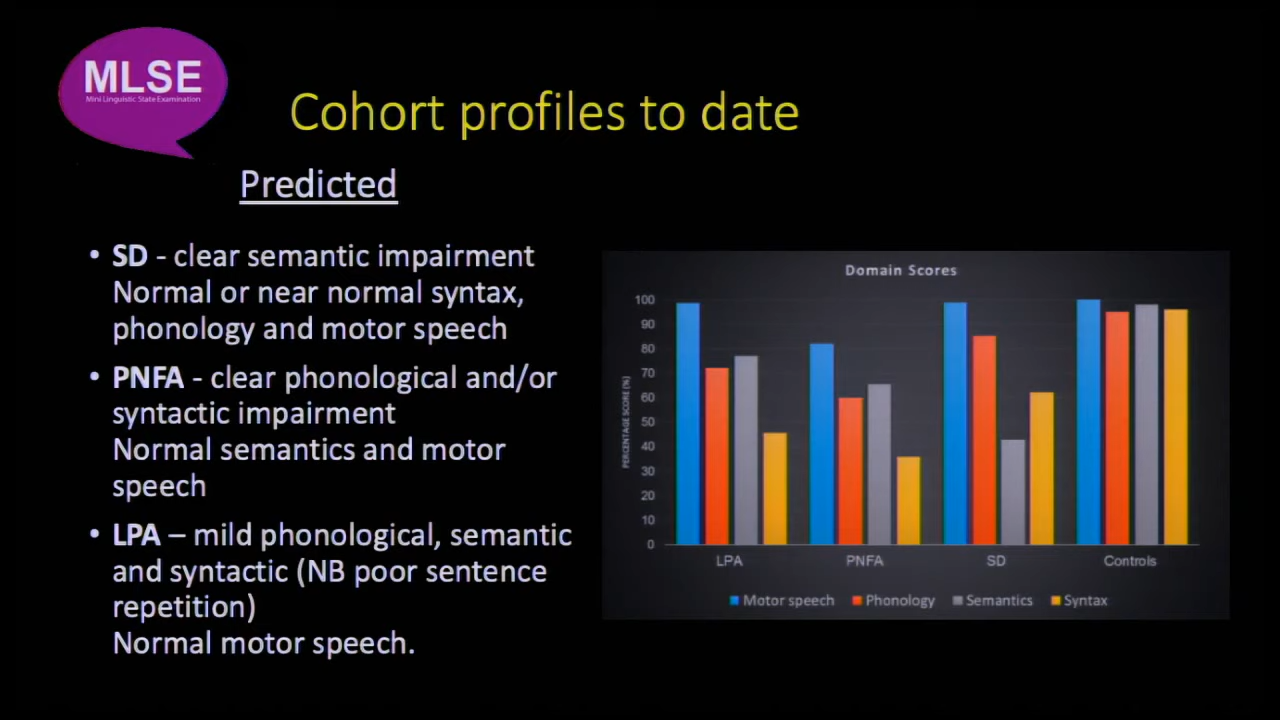 MLSE
Mini Linguistic State Examination
Cohort profiles to date
Predicted
• SD - clear semantic impairment
Normal or near normal syntax,
phonology and motor speech
• PNFA - clear phonological and/or
syntactic impairment
Normal semantics and motor
speech
• LPA – mild phonological, semantic
and syntactic (NB poor sentence
repetition)
Normal motor speech.
Domain Scores
PERCENTAGE SCORE (%)
100
90
80
70
60
50
40
30
20
10
0
LPA PNFA SD Controls
Motor speech Phonology Semantics Syntax